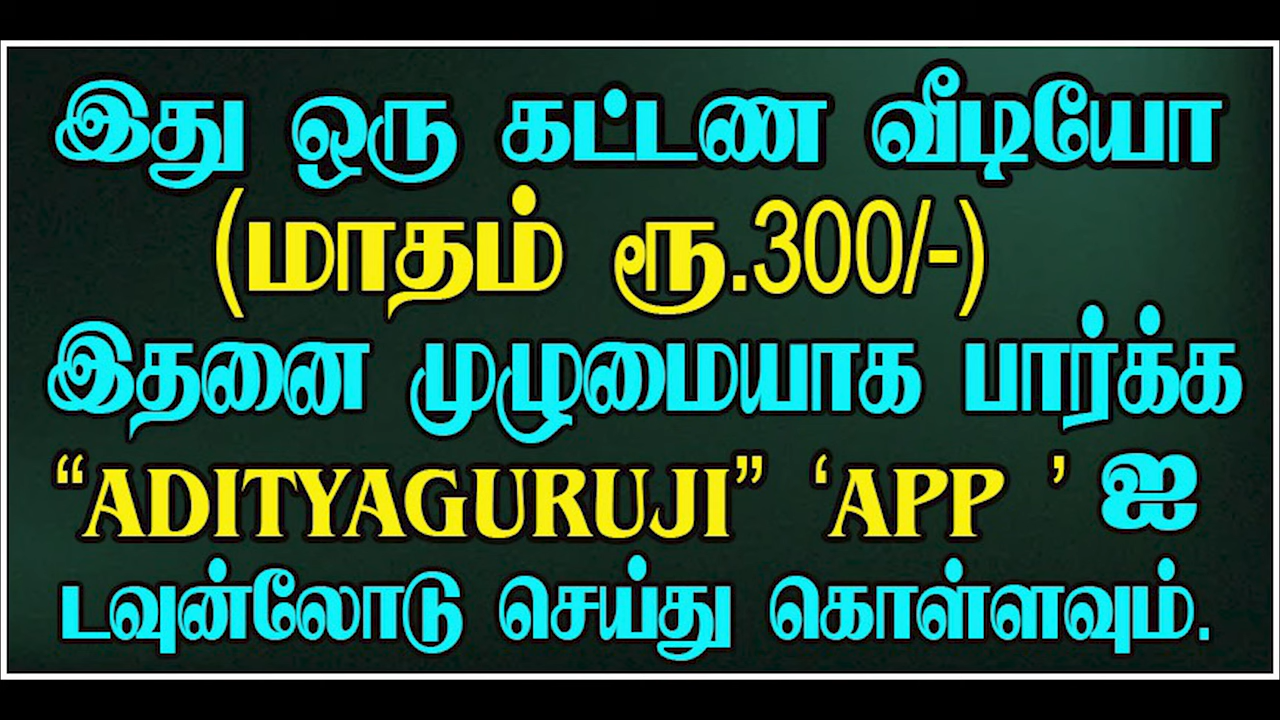 இது ஒரு கட்டண வீடியோ
(மாதம் ரூ.300/-)
இதனை முழுமையாக பார்க்க
“ADITYAGURUJI” ‘APP ’ ஐ
டவுன்லோடு செய்து கொள்ளவும்.